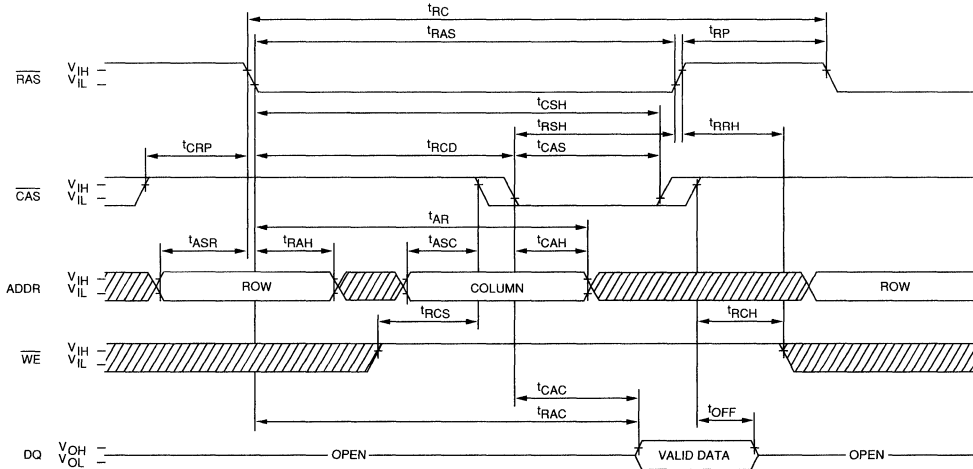 tRC
tRAS
tRP
RAS VIH
VIL
tCSH
tRSH
tRRH
tCRP
tRCD
tCAS
CAS VIH
VIL
tAR
tASR
tRAH
tASC
tCAH
ADDR VIH
VIL
ROW
COLUMN
ROW
tRCS
tRCH
WE VIH
VIL
tCAC
tRAC
tOFF
DQ VOH
VOL
OPEN
VALID DATA
OPEN